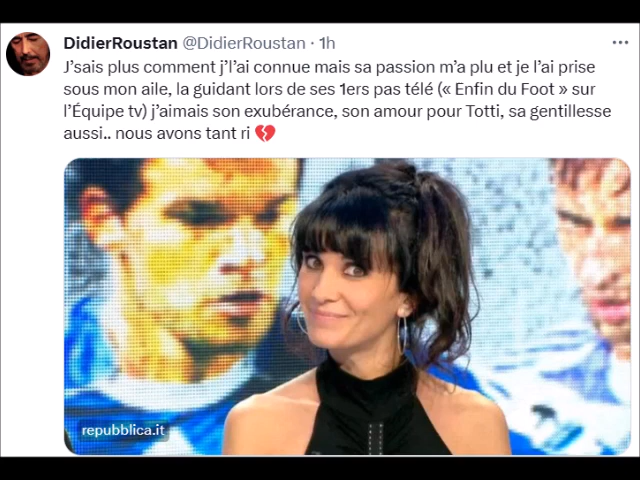 DidierRoustan @DidierRoustan · 1h
J'sais plus comment j'l'ai connue mais sa passion m'a plu et je l'ai prise
sous mon aile, la guidant lors de ses 1ers pas télé (« Enfin du Foot » sur
l'Équipe tv) j'aimais son exubérance, son amour pour Totti, sa gentillesse
aussi.. nous avons tant ri 💔
repubblica.it